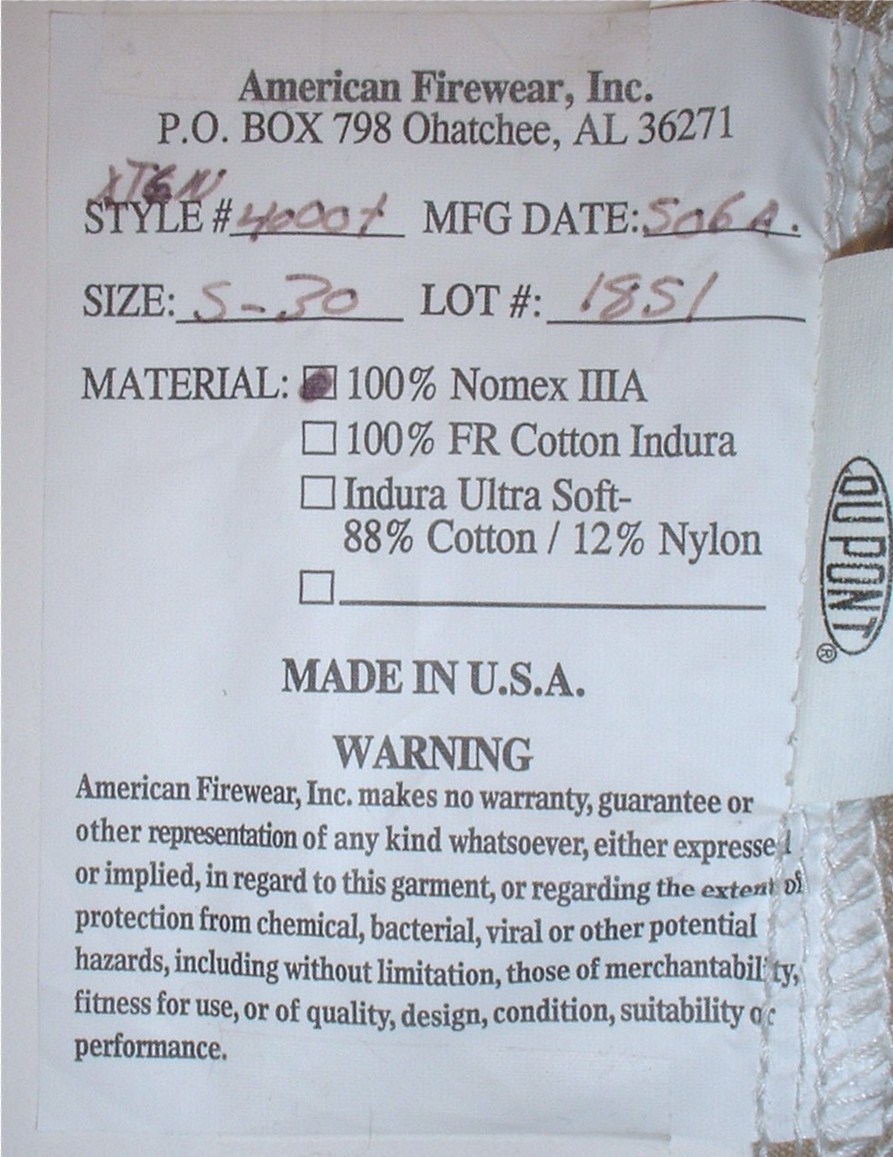 American Firewear, Inc.
P.O. BOX 798 Ohatchee, AL 36271
STYLE # MFG DATE: 506A.
SIZE: S-30 LOT #: 1851
MATERIAL: 100% Nomex IIIA
100% FR Cotton Indura
Indura Ultra Soft-
88% Cotton / 12% Nylon
MADE IN U.S.A.
WARNING
American Firewear, Inc. makes no warranty, guarantee or
other representation of any kind whatsoever, either expressed
or implied, in regard to this garment, or regarding the extent of
protection from chemical, bacterial, viral or other potential
hazards, including without limitation, those of merchantability,
fitness for use, or of quality, design, condition, suitability or
performance.
DU PONT®